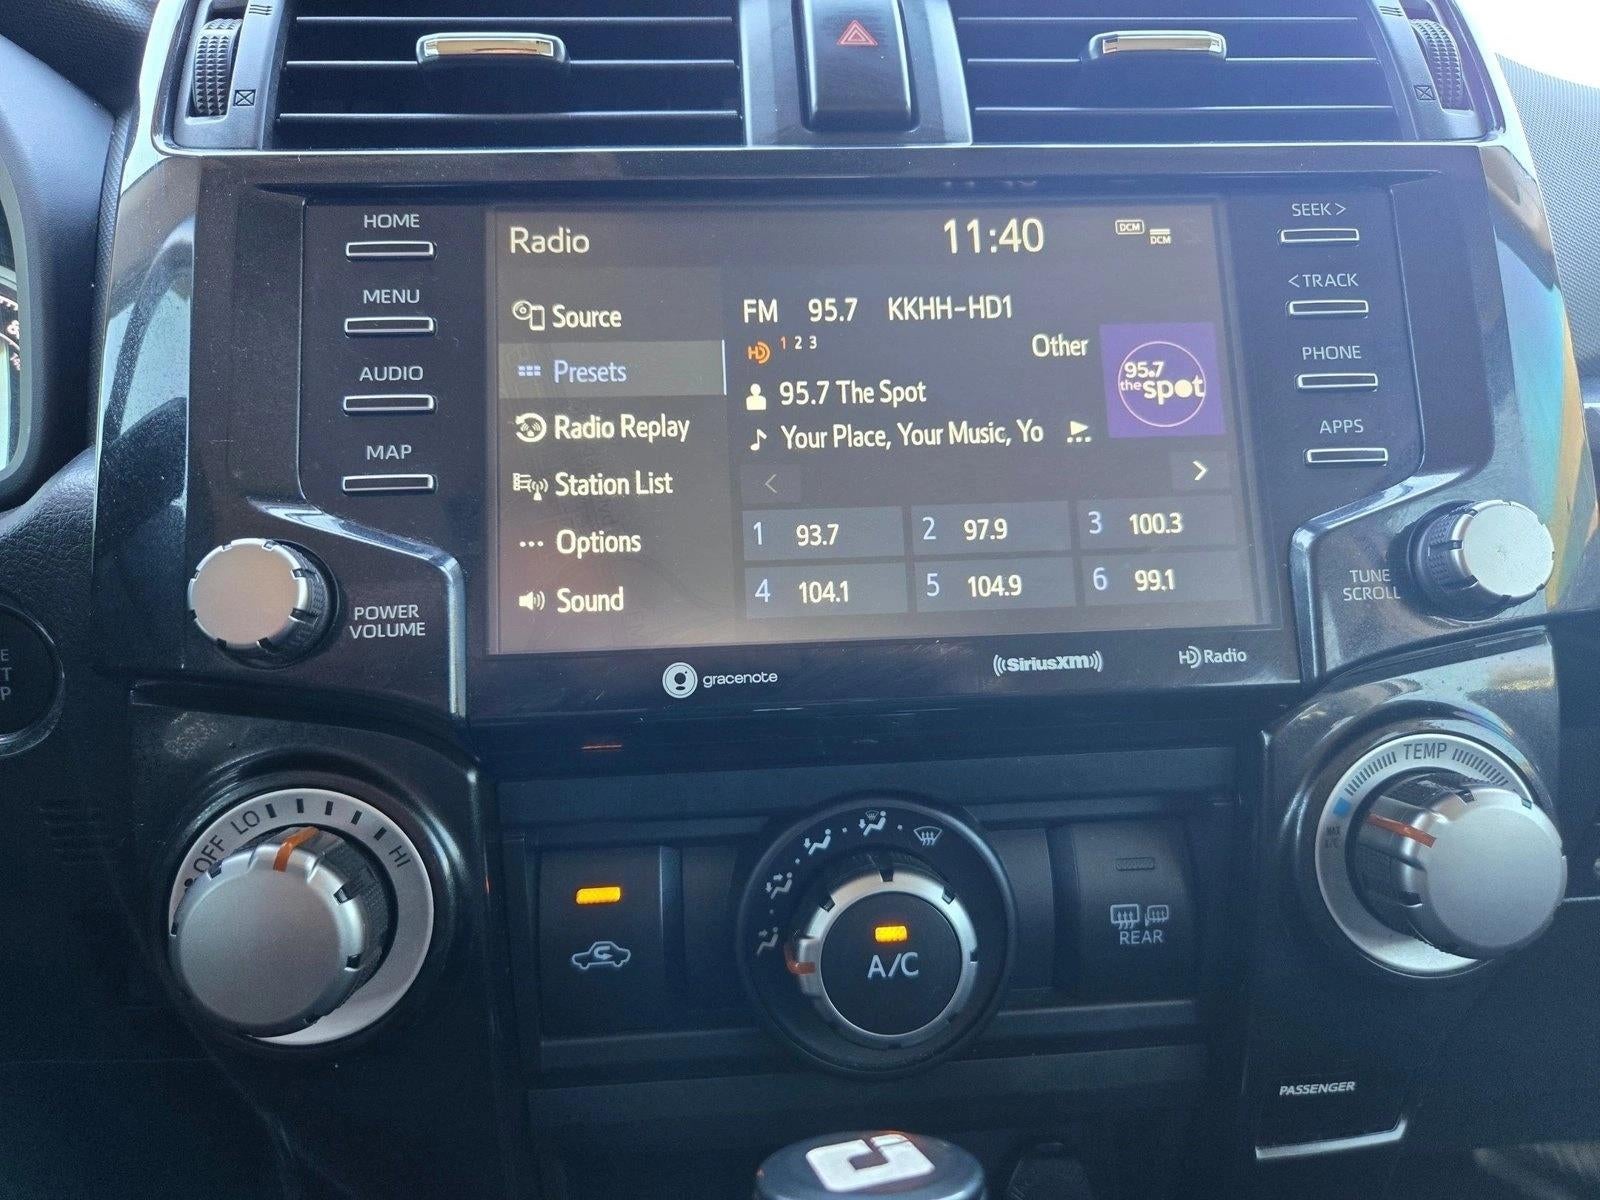 HOME
MENU
AUDIO
MAP
POWER
VOLUME
Radio
11:40
DCM
DCM
Source
Presets
Radio Replay
Station List
Options
Sound
FM 95.7 KKHH-HD1
HD 1 2 3
Other
95.7 The Spot
Your Place, Your Music, Yo
95.7
the spot
1 93.7
2 97.9
3 100.3
4 104.1
5 104.9
6 99.1
gracenote
((SiriusXM))
HD Radio
SEEK >
< TRACK
PHONE
APPS
TUNE
SCROLL
OFF LO HI
A/C
REAR
TEMP
MAX
A/C
PASSENGER
E
T
P